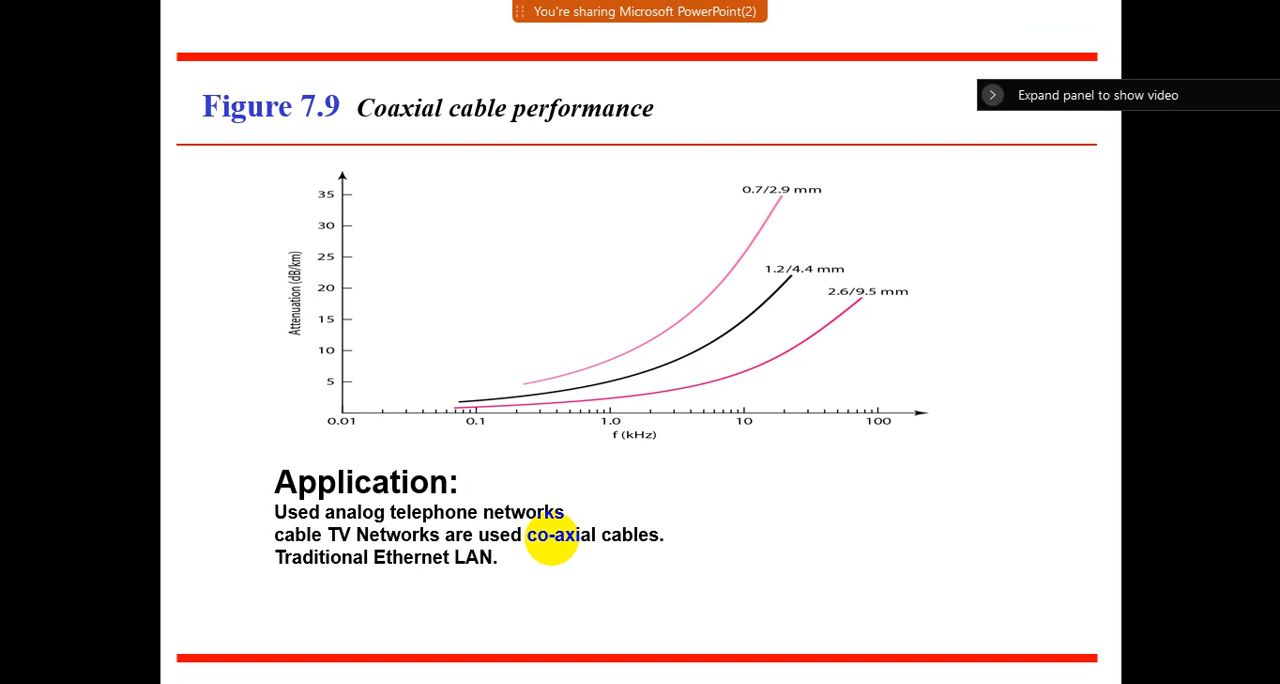 You're sharing Microsoft PowerPoint(2)
Expand panel to show video
Figure 7.9 Coaxial cable performance
0.7/2.9 mm
1.2/4.4 mm
2.6/9.5 mm
Attenuation (dB/km)
35
30
25
20
15
10
5
0.01 0.1 1.0 10 100
f (kHz)
Application:
Used analog telephone networks
cable TV Networks are used co-axial cables.
Traditional Ethernet LAN.